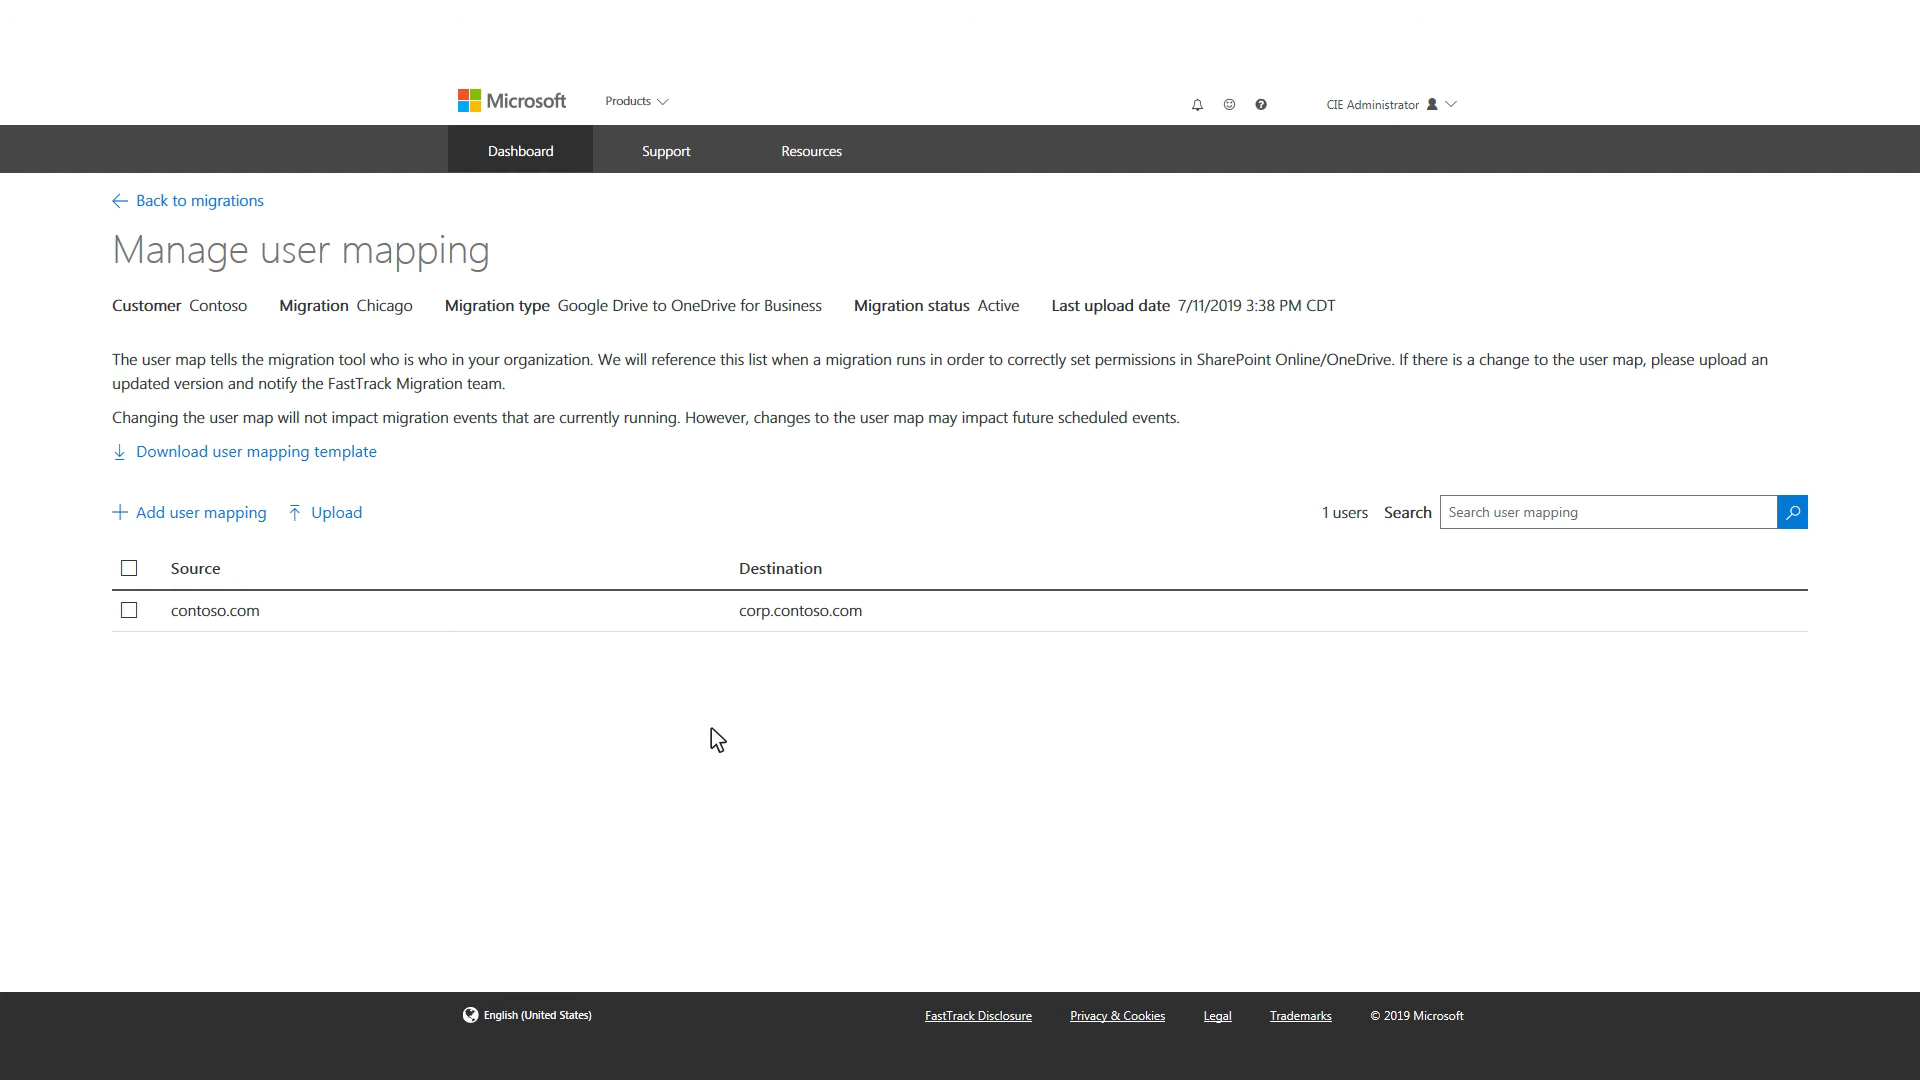 Microsoft
Products
CIE Administrator
Dashboard
Support
Resources
Back to migrations
Manage user mapping
Customer Contoso Migration Chicago Migration type Google Drive to OneDrive for Business Migration status Active Last upload date 7/11/2019 3:38 PM CDT
The user map tells the migration tool who is who in your organization. We will reference this list when a migration runs in order to correctly set permissions in SharePoint Online/OneDrive. If there is a change to the user map, please upload an
updated version and notify the FastTrack Migration team.
Changing the user map will not impact migration events that are currently running. However, changes to the user map may impact future scheduled events.
Download user mapping template
Add user mapping Upload
1 users Search Search user mapping
Source Destination
contoso.com corp.contoso.com
English (United States)
FastTrack Disclosure Privacy & Cookies Legal Trademarks © 2019 Microsoft